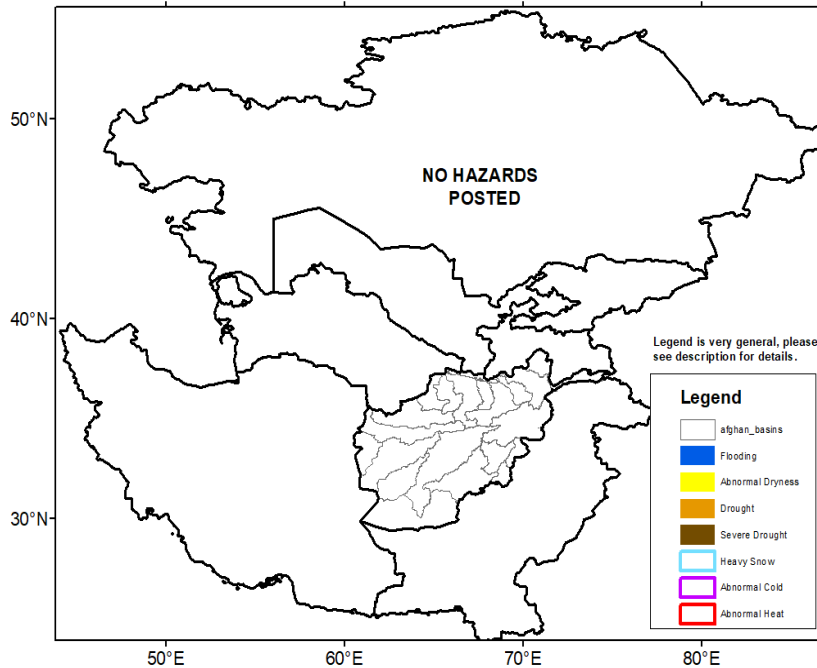 50°N
NO HAZARDS
POSTED
40°N
Legend is very general, please
see description for details.
Legend
afghan_basins
Flooding
Abnormal Dryness
Drought
Severe Drought
Heavy Snow
Abnormal Cold
Abnormal Heat
30°N
50°E
60°E
70°E
80°E